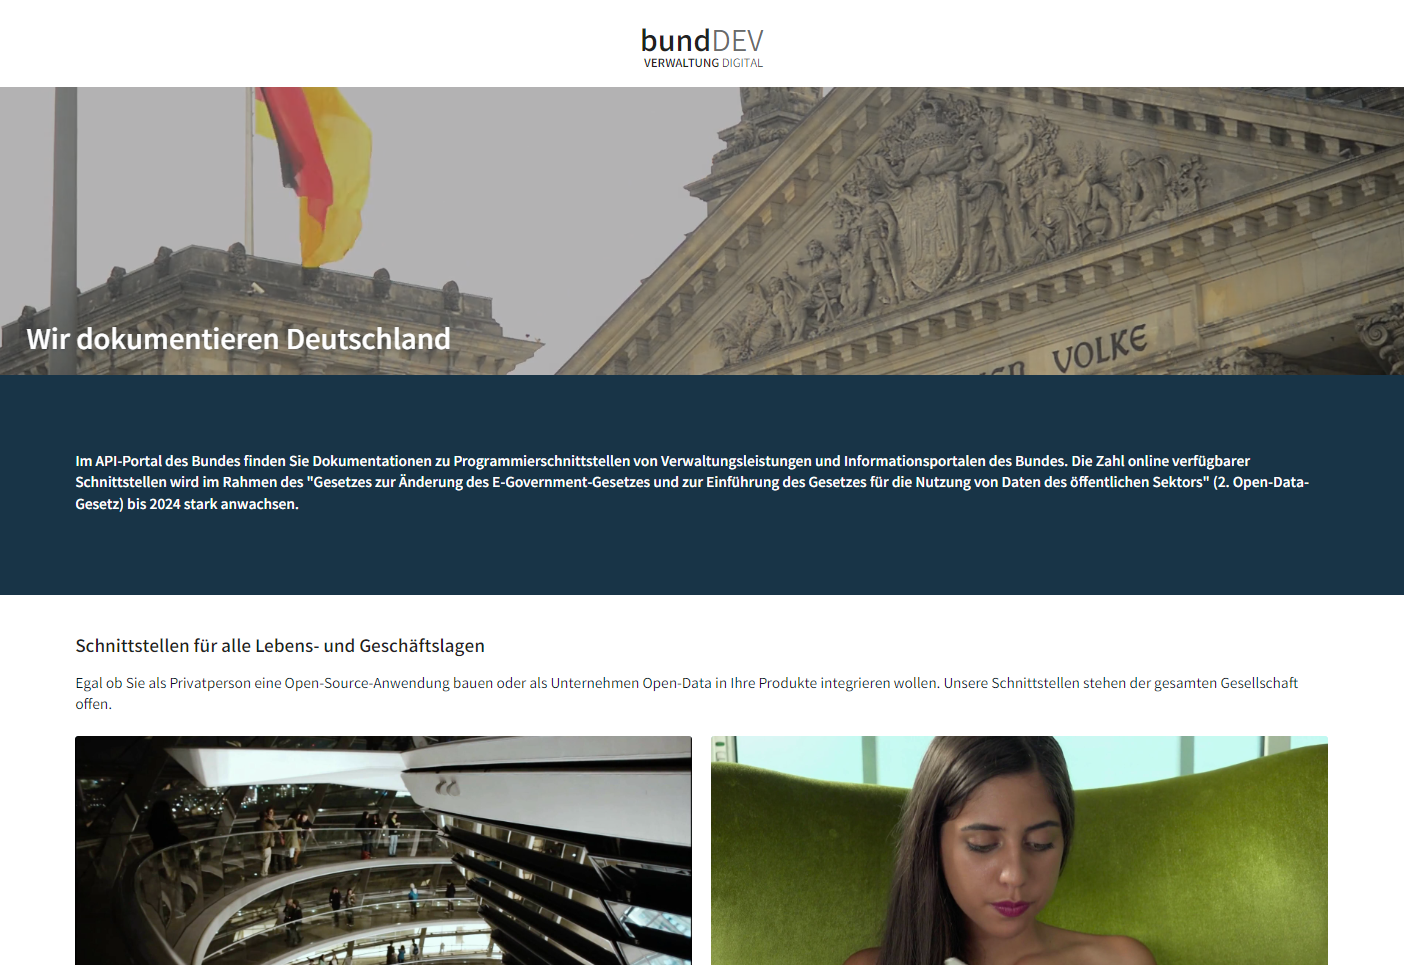 bundDEV
VERWALTUNG DIGITAL
VOLKE
Wir dokumentieren Deutschland
Im API-Portal des Bundes finden Sie Dokumentationen zu Programmierschnittstellen von Verwaltungsleistungen und Informationsportalen des Bundes. Die Zahl online verfügbarer
Schnittstellen wird im Rahmen des "Gesetzes zur Änderung des E-Government-Gesetzes und zur Einführung des Gesetzes für die Nutzung von Daten des öffentlichen Sektors" (2. Open-Data-
Gesetz) bis 2024 stark anwachsen.
Schnittstellen für alle Lebens- und Geschäftslagen
Egal ob Sie als Privatperson eine Open-Source-Anwendung bauen oder als Unternehmen Open-Data in Ihre Produkte integrieren wollen. Unsere Schnittstellen stehen der gesamten Gesellschaft
offen.